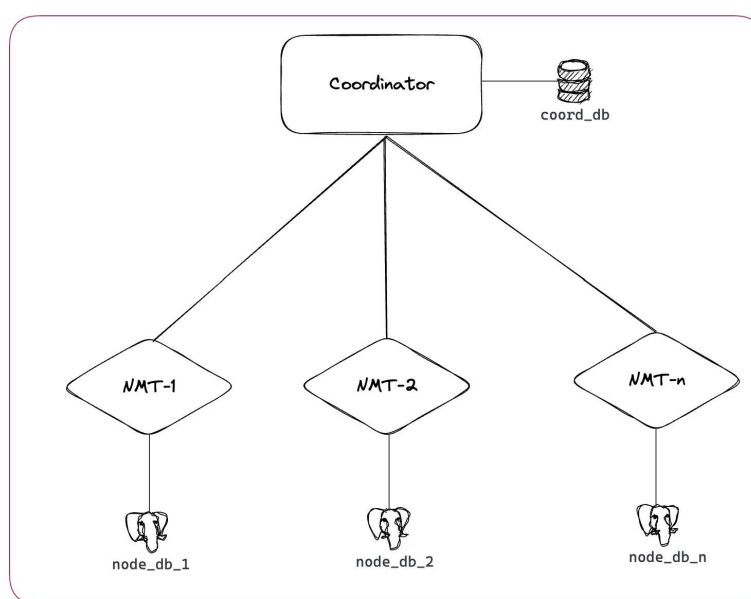 Coordinator
coord_db
NMT-1
NMT-2
NMT-n
node_db_1
node_db_2
node_db_n